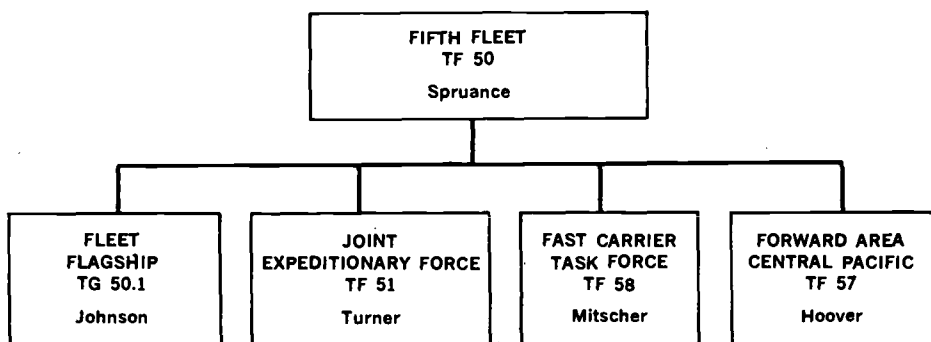 FIFTH FLEET
TF 50
Spruance
FLEET
FLAGSHIP
TG 50.1
Johnson
JOINT
EXPEDITIONARY FORCE
TF 51
Turner
FAST CARRIER
TASK FORCE
TF 58
Mitscher
FORWARD AREA
CENTRAL PACIFIC
TF 57
Hoover